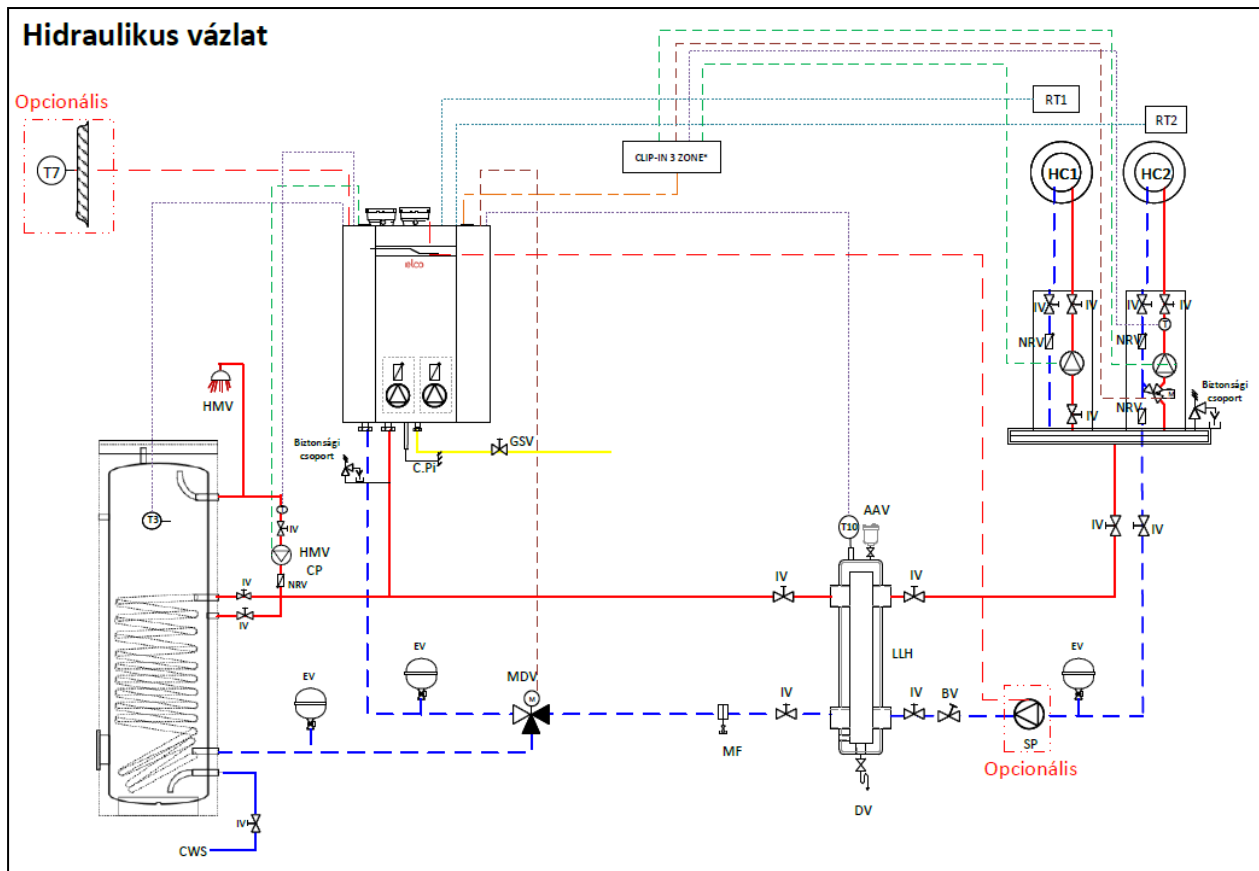 Hidraulikus vázlat
Opcionális
T7
RT1
RT2
CLIP-IN 3 ZONE*
HC1
HC2
elco
IV
IV
IV
IV
T
NRV
NRV
M
NRV
IV
Biztonsági
csoport
HMV
Biztonsági
csoport
C.Pi
GSV
T3
T
IV
HMV
CP
NRV
IV
IV
T10
AAV
IV
IV
IV
IV
LLH
EV
EV
MDV
M
IV
MF
IV
BV
SP
EV
Opcionális
DV
IV
CWS